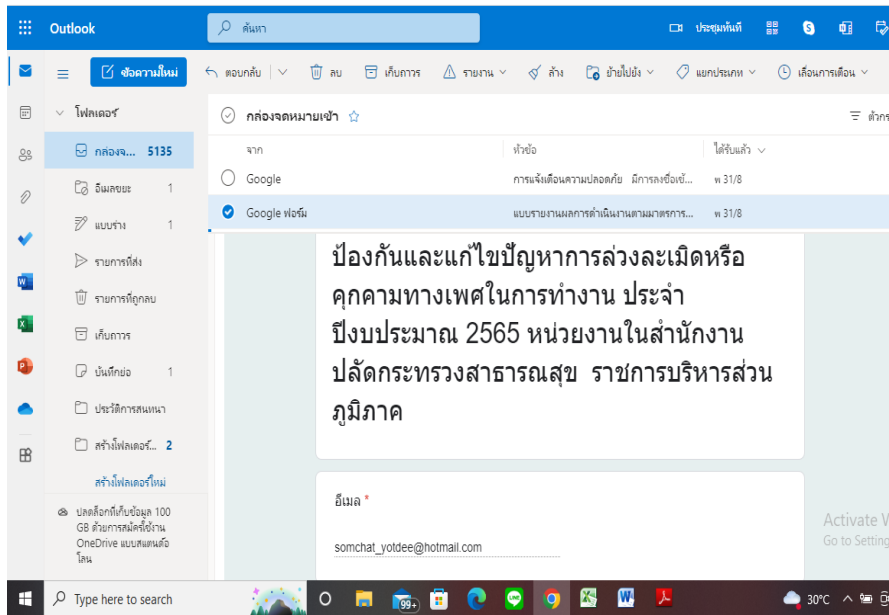 Outlook
ค้นหา
ประชุมทันที
ข้อความใหม่
ตอบกลับ
ลบ
เก็บถาวร
รายงาน
ล้าง
ย้ายไปยัง
แยกประเภท
เลื่อนการเตือน
โฟลเดอร์
กล่องจดหมายเข้า
ตัวกร
กล่องจ... 5135
จาก หัวข้อ ได้รับแล้ว
Google การแจ้งเตือนความปลอดภัย มีการลงชื่อเข้... พ 31/8
อีเมลขยะ 1
Google ฟอร์ม แบบรายงานผลการดำเนินงานตามมาตรการ... พ 31/8
แบบร่าง 1
รายการที่ส่ง
รายการที่ถูกลบ
เก็บถาวร
บันทึกย่อ 1
ประวัติการสนทนา
สร้างโฟลเดอร์... 2
สร้างโฟลเดอร์ใหม่
ปลดล็อกที่เก็บข้อมูล 100
GB ด้วยการสมัครใช้งาน
OneDrive แบบสแตนด์อ
โลน
ป้องกันและแก้ไขปัญหาการล่วงละเมิดหรือ
คุกคามทางเพศในการทำงาน ประจำ
ปีงบประมาณ 2565 หน่วยงานในสำนักงาน
ปลัดกระทรวงสาธารณสุข ราชการบริหารส่วน
ภูมิภาค
อีเมล *
somchat_yotdee@hotmail.com
Activate W
Go to Setting
Type here to search
99+
30°C